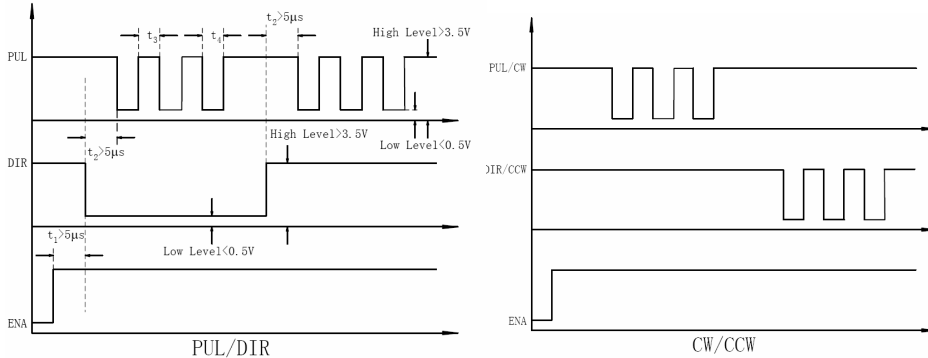 t₂>5μs
High Level>3.5V
t₃
t₄
PUL
t₂>5μs
High Level>3.5V
Low Level<0.5V
DIR
t₁>5μs
Low Level<0.5V
ENA
PUL/DIR
PUL/CW
DIR/CCW
ENA
CW/CCW